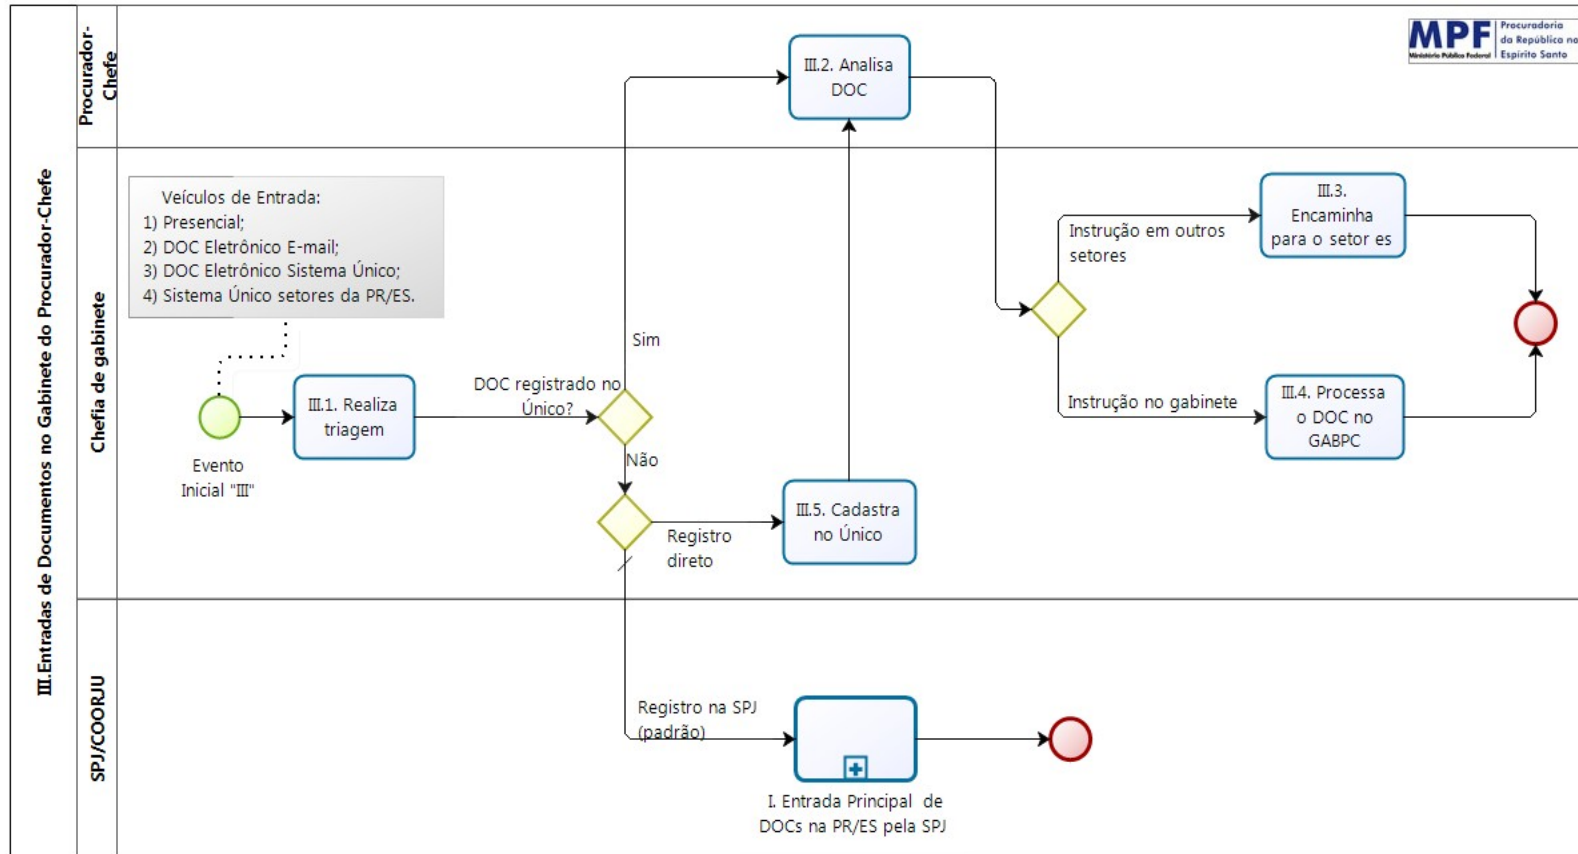 III.Entradas de Documentos no Gabinete do Procurador-Chefe
Procurador-
Chefe
III.2. Analisa
DOC
MPF
Ministério Público Federal
Procuradoria
da República no
Espírito Santo
Chefia de gabinete
Veículos de Entrada:
1) Presencial;
2) DOC Eletrônico E-mail;
3) DOC Eletrônico Sistema Único;
4) Sistema Único setores da PR/ES.
Evento
Inicial "III"
III.1. Realiza
triagem
DOC registrado no
Único?
Sim
Não
Registro
direto
III.5. Cadastra
no Único
Instrução em outros
setores
III.3.
Encaminha
para o setor es
Instrução no gabinete
III.4. Processa
o DOC no
GABPC
SPJ/COORJU
Registro na SPJ
(padrão)
I. Entrada Principal de
DOCs na PR/ES pela SPJ